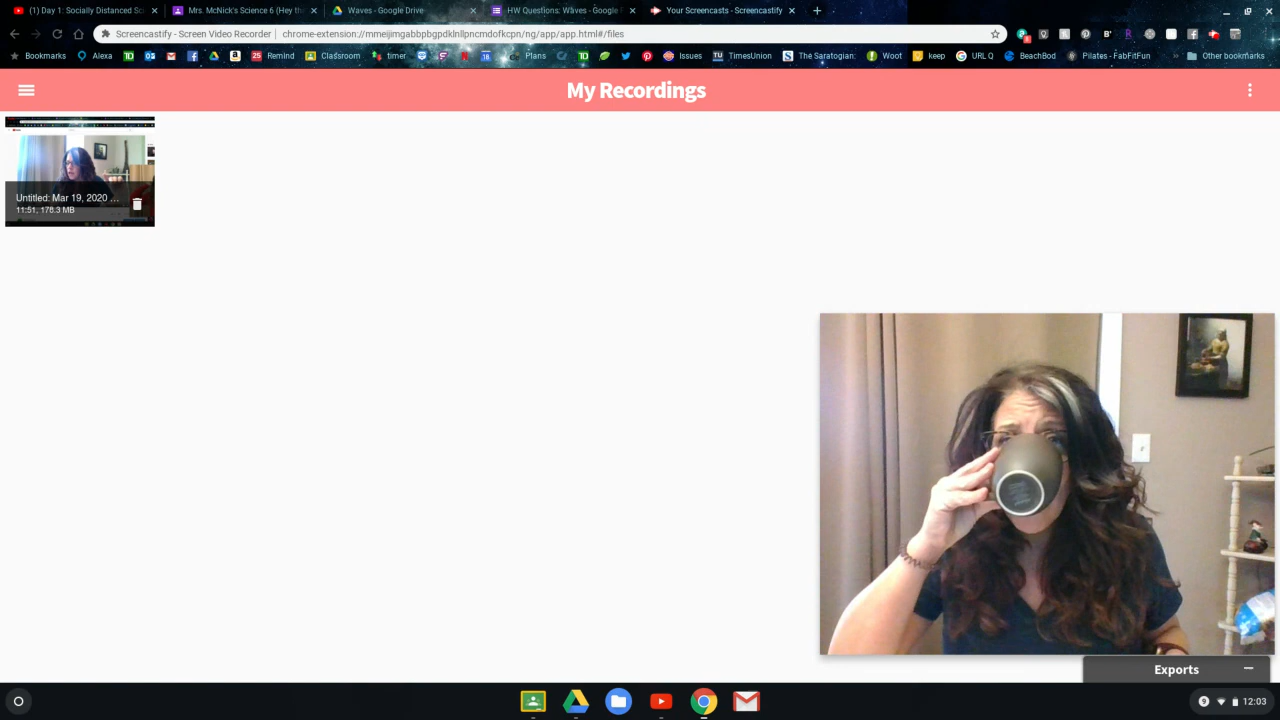 (1) Day 1: Socially Distanced Sc
Mrs. McNick's Science 6 (Hey th
Waves - Google Drive
HW Questions: Waves - Google F
Your Screencasts - Screencastify
Screencastify - Screen Video Recorder | chrome-extension://mmeijimgabbpbgpdklnllpncmdofkcpn/ng/app/app.html#/files
Bookmarks Alexa Remind Classroom timer Plans Issues TimesUnion The Saratogian: Woot keep URL Q BeachBod Pilates - FabFitFun » Other bookmarks
My Recordings
Untitled: Mar 19, 2020 ...
11:51, 178.3 MB
Exports
9 12:03